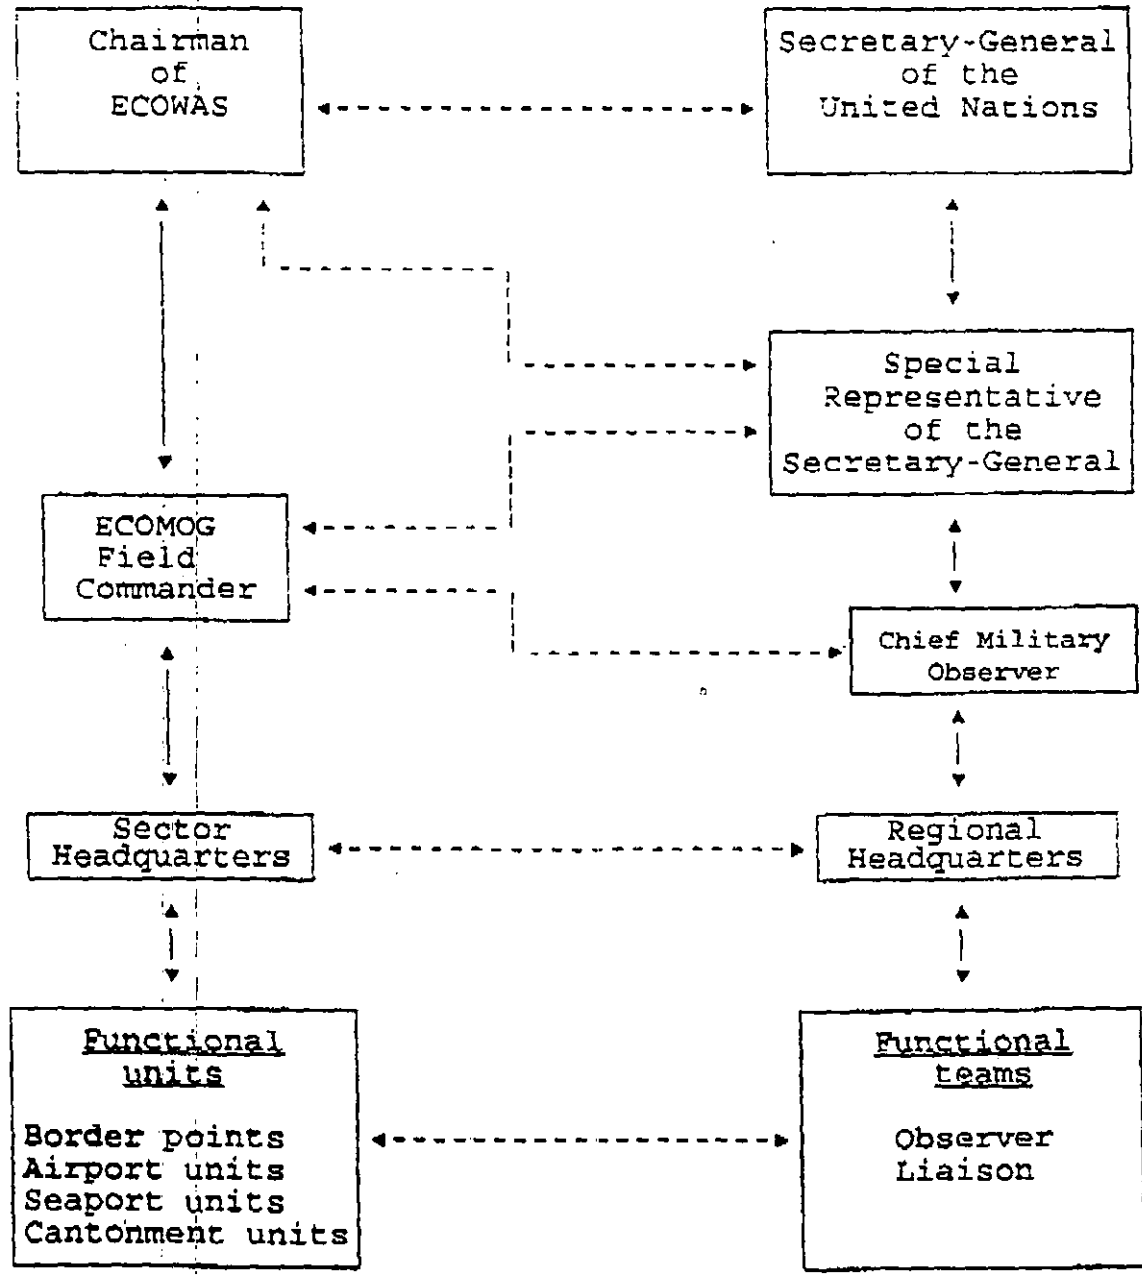 Chairman
of
ECOWAS
Secretary-General
of the
United Nations
Special
Representative
of the
Secretary-General
ECOMOG
Field
Commander
Chief Military
Observer
Sector
Headquarters
Regional
Headquarters
Functional
units
Border points
Airport units
Seaport units
Cantonment units
Functional
teams
Observer
Liaison